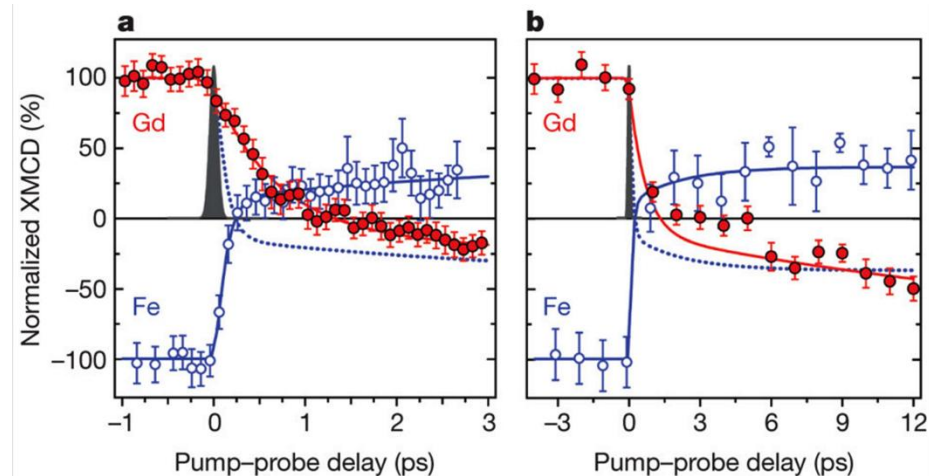 a
b
Normalized XMCD (%)
100
50
0
−50
−100
Gd
Fe
Gd
Fe
−1
0
1
2
3
−3
0
3
6
9
12
Pump–probe delay (ps)
Pump–probe delay (ps)